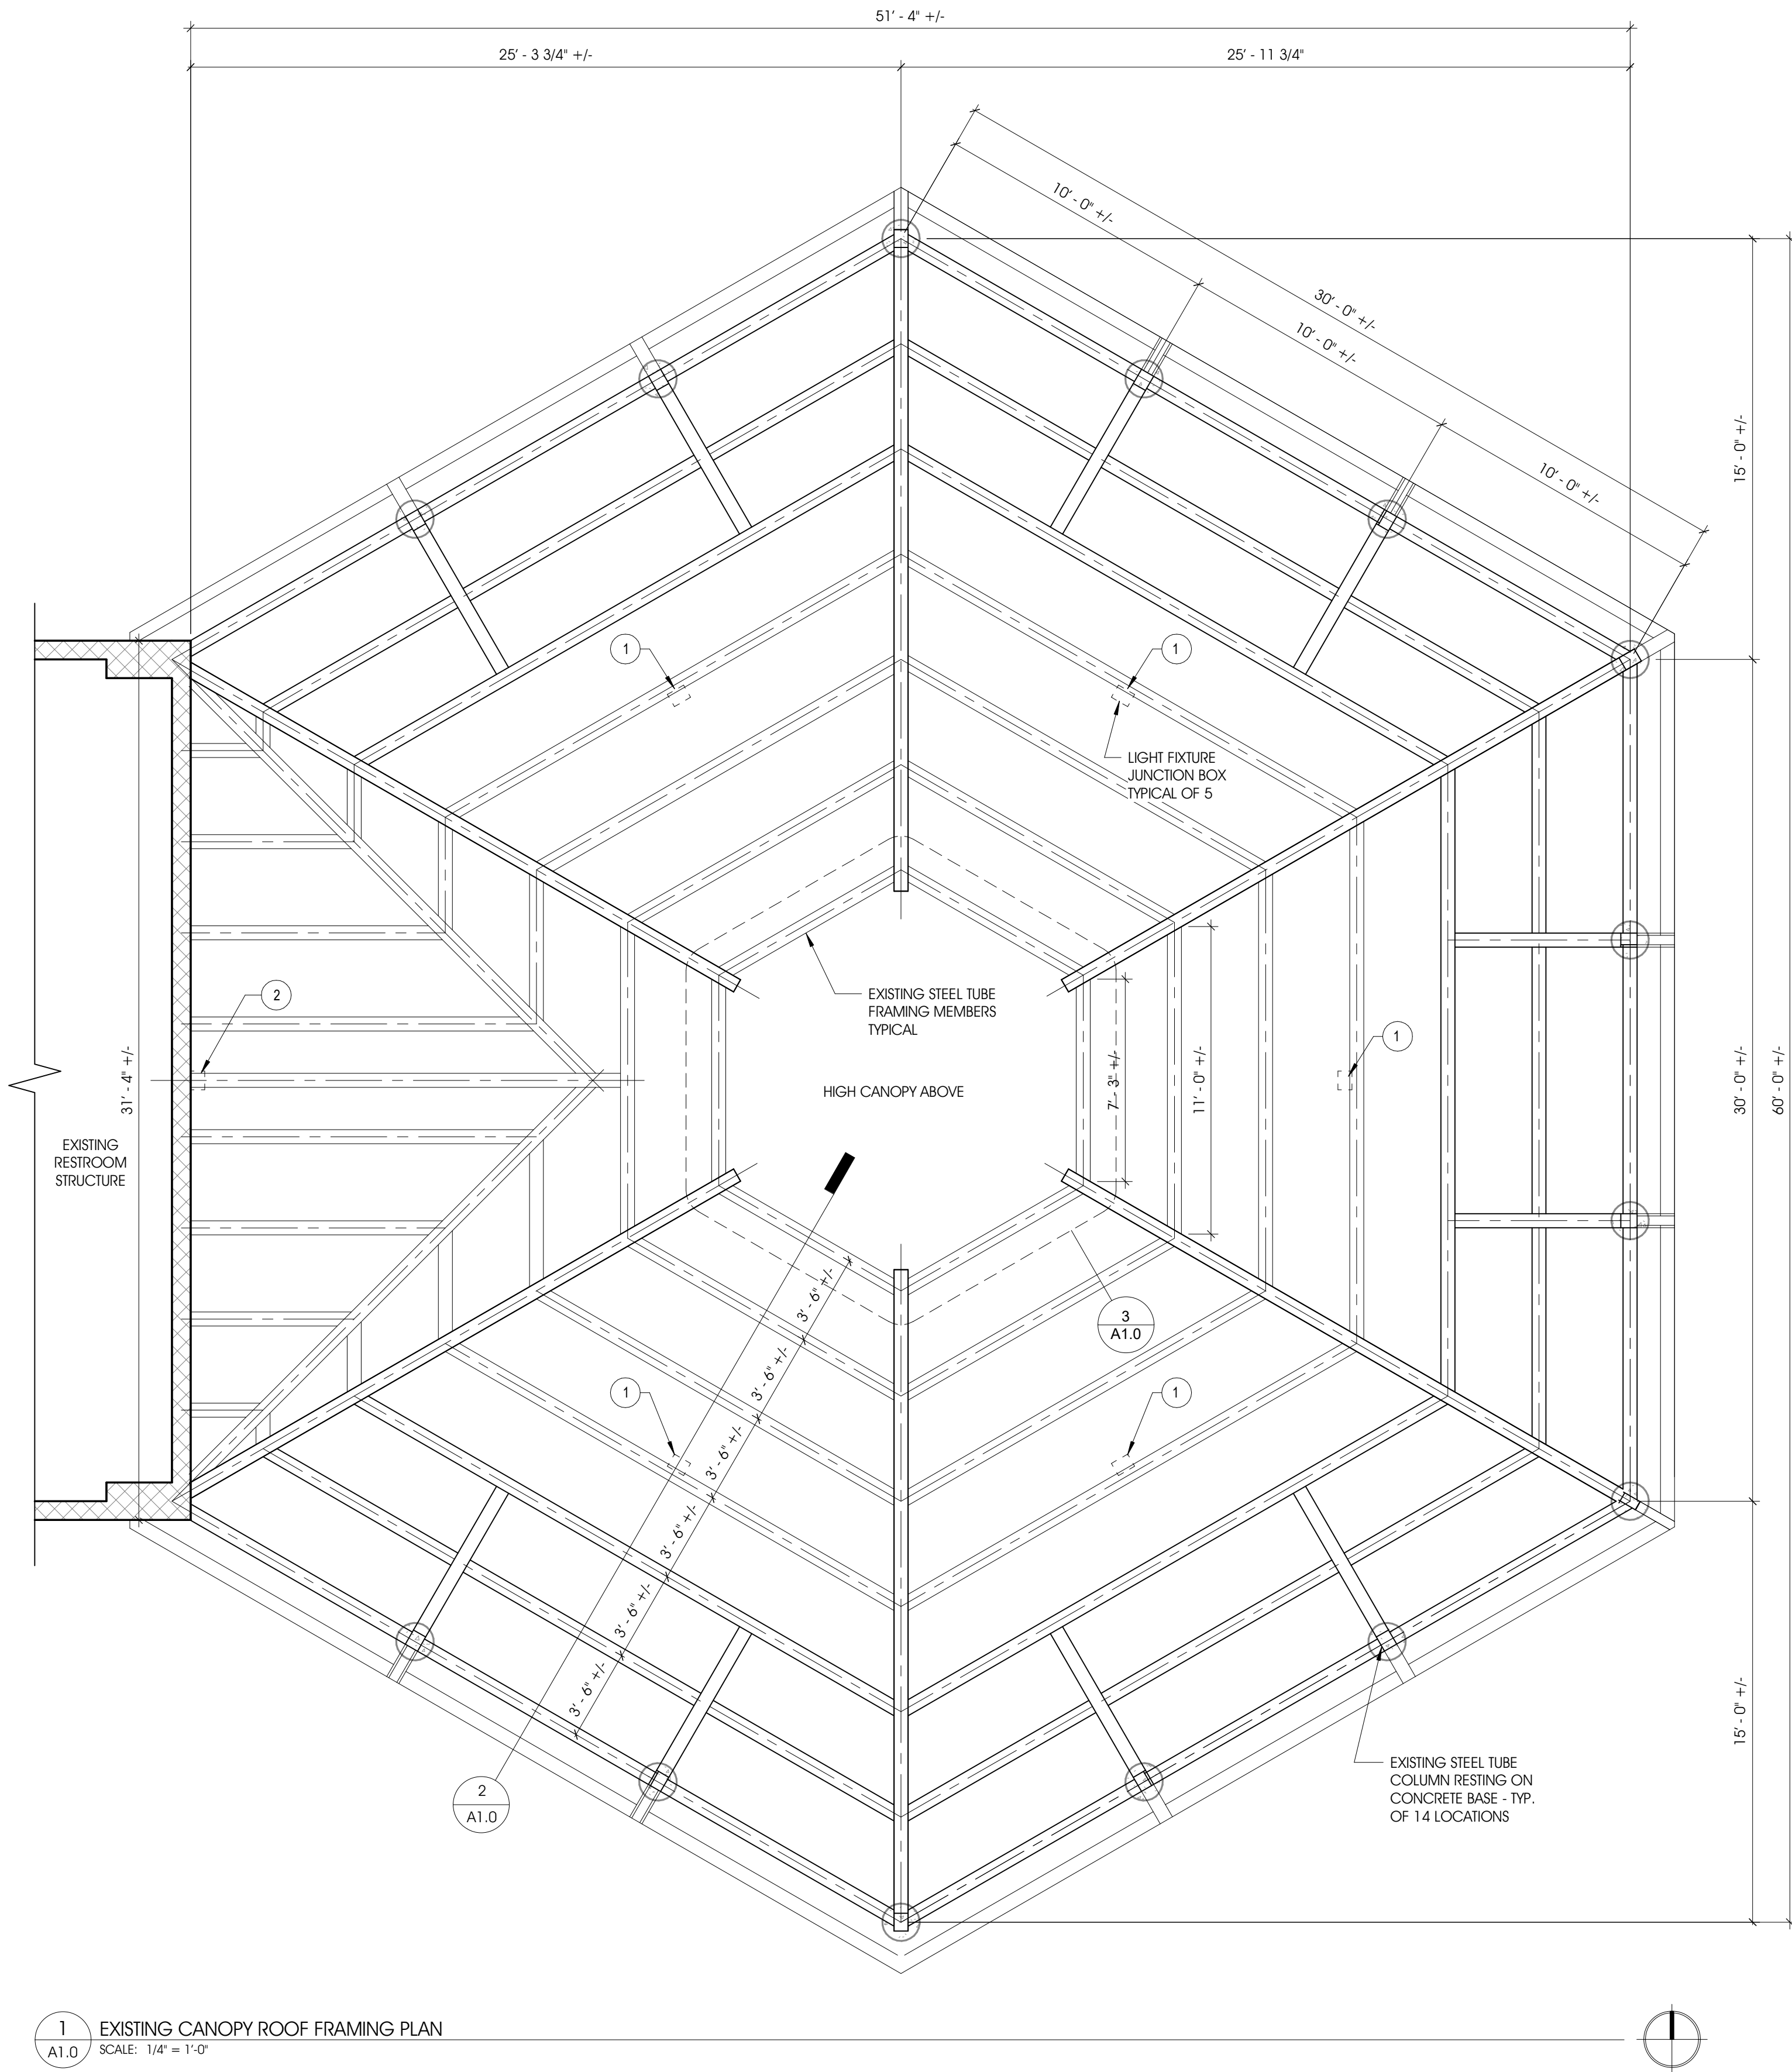 51' - 4" +/-
25' - 3 3/4" +/-
25' - 11 3/4"
10' - 0" +/-
30' - 0" +/-
10' - 0" +/-
10' - 0" +/-
15' - 0" +/-
1
1
LIGHT FIXTURE
JUNCTION BOX
TYPICAL OF 5
2
EXISTING STEEL TUBE
FRAMING MEMBERS
TYPICAL
1
31' - 4" +/-
HIGH CANOPY ABOVE
7' - 3" +/-
11' - 0" +/-
30' - 0" +/-
60' - 0" +/-
EXISTING
RESTROOM
STRUCTURE
3' - 6" +/-
3
A1.0
3' - 6" +/-
1
1
3' - 6" +/-
3' - 6" +/-
3' - 6" +/-
3' - 6" +/-
15' - 0" +/-
2
A1.0
EXISTING STEEL TUBE
COLUMN RESTING ON
CONCRETE BASE - TYP.
OF 14 LOCATIONS
1
A1.0
EXISTING CANOPY ROOF FRAMING PLAN
SCALE: 1/4" = 1'-0"